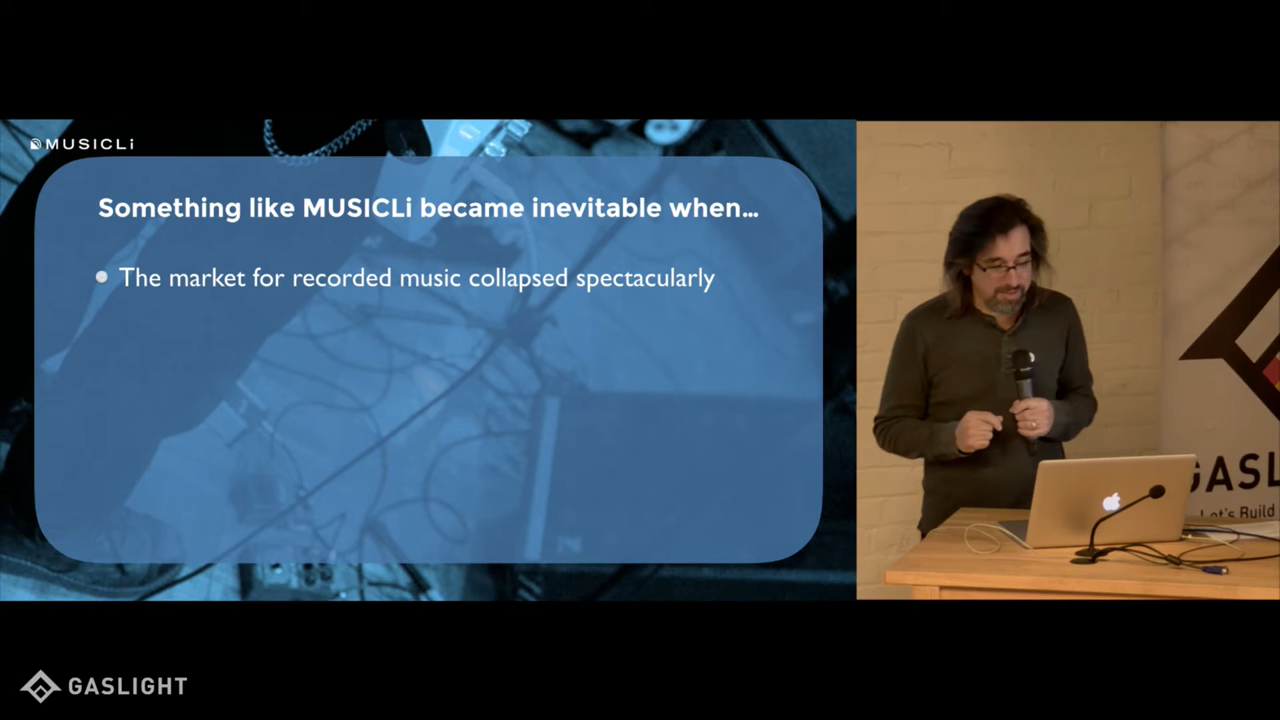 MUSICLi
Something like MUSICLi became inevitable when...
The market for recorded music collapsed spectacularly
GASL
Let's Build
GASLIGHT